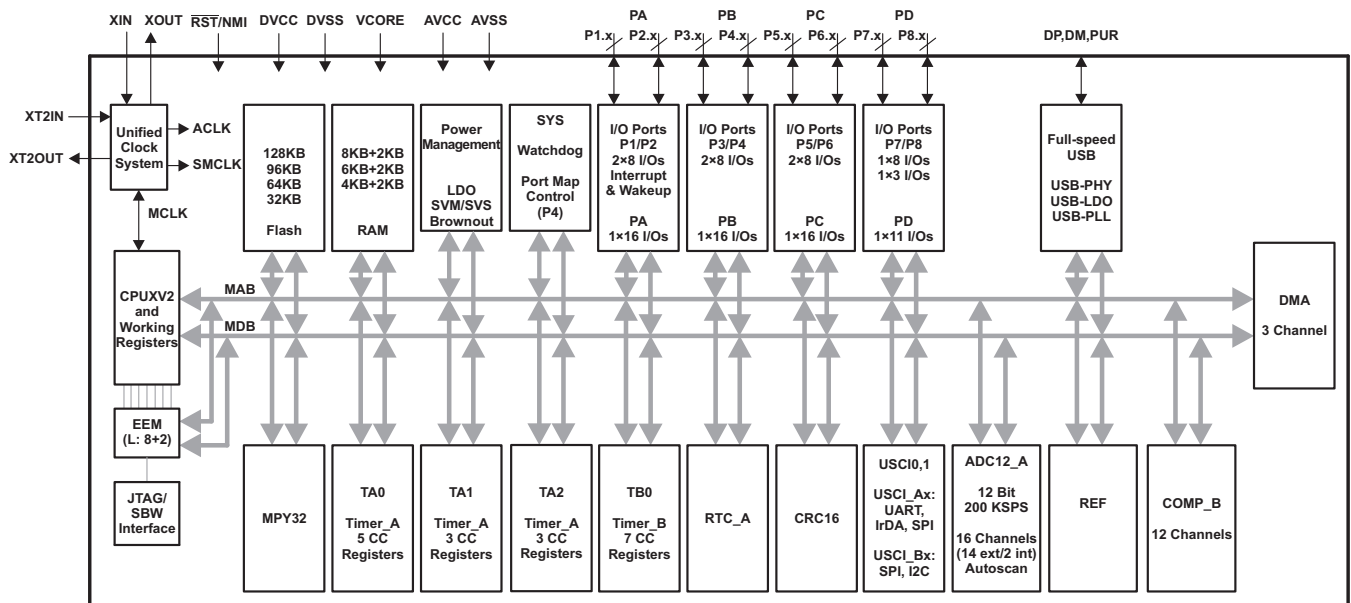 XIN XOUT RST/NMI DVCC DVSS VCORE AVCC AVSS
PA PB PC PD
P1.x P2.x P3.x P4.x P5.x P6.x P7.x P8.x
DP,DM,PUR
XT2IN
XT2OUT
Unified
Clock
System
ACLK
SMCLK
MCLK
128KB
96KB
64KB
32KB
Flash
8KB+2KB
6KB+2KB
4KB+2KB
RAM
Power
Management
LDO
SVM/SVS
Brownout
SYS
Watchdog
Port Map
Control
(P4)
I/O Ports
P1/P2
2×8 I/Os
Interrupt
& Wakeup
PA
1×16 I/Os
I/O Ports
P3/P4
2×8 I/Os
PB
1×16 I/Os
I/O Ports
P5/P6
2×8 I/Os
PC
1×16 I/Os
I/O Ports
P7/P8
1×8 I/Os
1×3 I/Os
PD
1×11 I/Os
Full-speed
USB
USB-PHY
USB-LDO
USB-PLL
CPUXV2
and
Working
Registers
MAB
MDB
DMA
3 Channel
EEM
(L: 8+2)
JTAG/
SBW
Interface
MPY32
TA0
Timer_A
5 CC
Registers
TA1
Timer_A
3 CC
Registers
TA2
Timer_A
3 CC
Registers
TB0
Timer_B
7 CC
Registers
RTC_A
CRC16
USCI0,1
USCI_Ax:
UART,
IrDA, SPI
USCI_Bx:
SPI, I2C
ADC12_A
12 Bit
200 KSPS
16 Channels
(14 ext/2 int)
Autoscan
REF
COMP_B
12 Channels